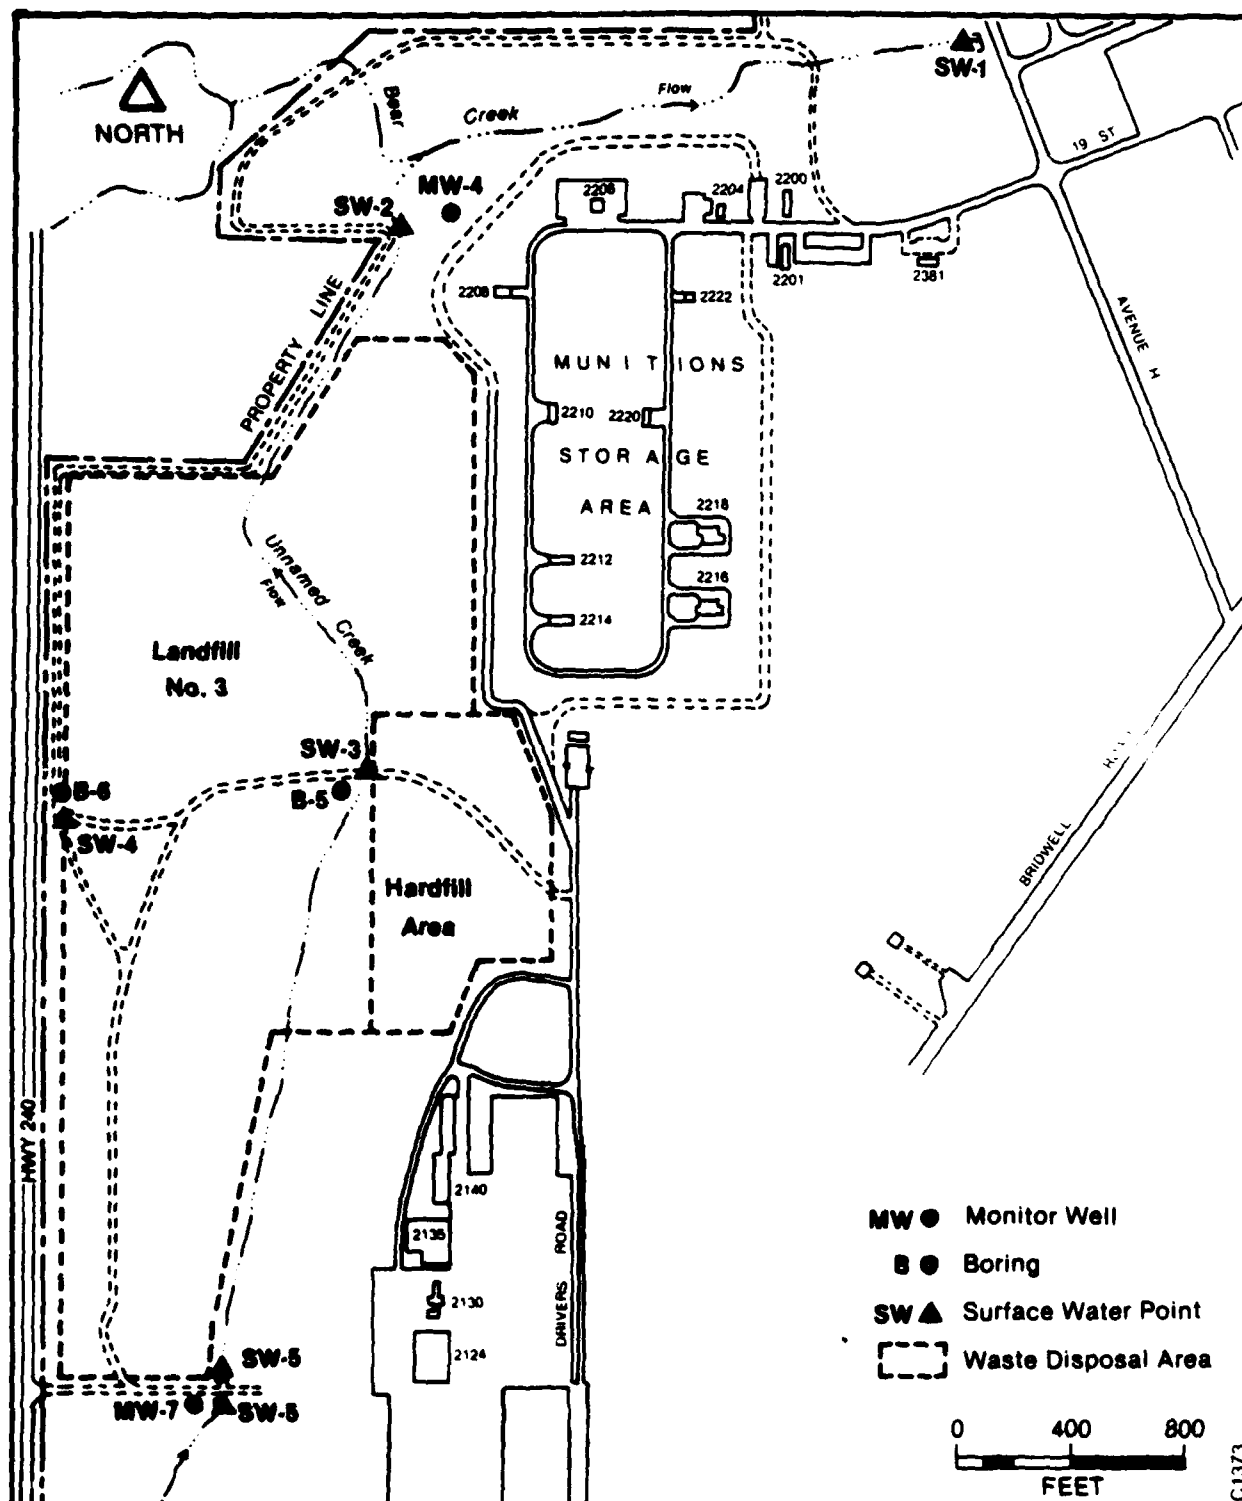 SW-1
NORTH
Bear
Creek
Flow
19 ST
MW-4
SW-2
2206
2204
2200
2201
2381
2208
2222
PROPERTY LINE
AVENUE H
MUNITIONS
2210
2220
STORAGE
AREA
2218
2212
2216
2214
Unnamed Creek
Flow
Landfill
No. 3
SW-3
B-6
B-5
SW-4
BRIDWELL
Hardfill
Area
HWY 240
2140
2135
2130
2124
DRIVERS ROAD
MW Monitor Well
B Boring
SW Surface Water Point
Waste Disposal Area
SW-5
MW-7
SW-5
0 400 800
FEET
C1373